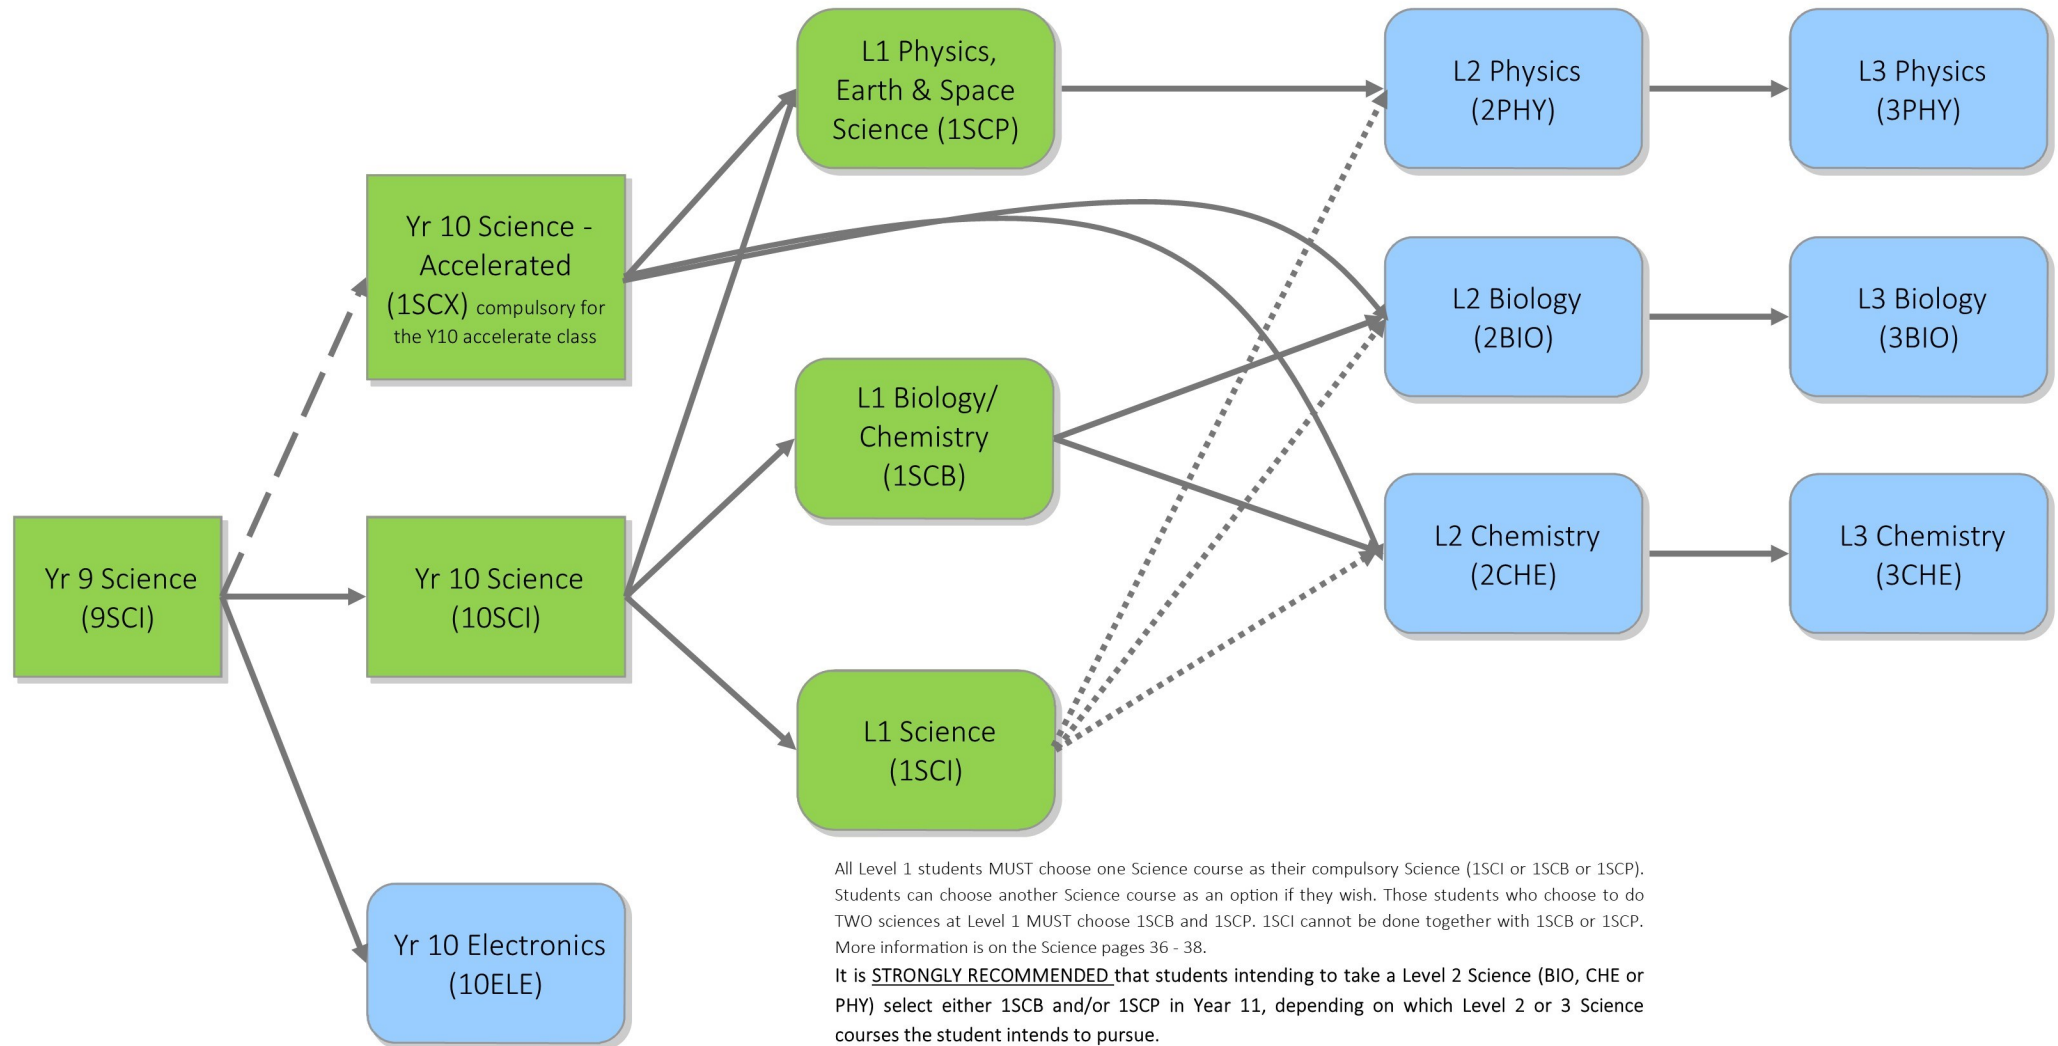 L1 Physics,
Earth & Space
Science (1SCP)
L2 Physics
(2PHY)
L3 Physics
(3PHY)
Yr 10 Science -
Accelerated
(1SCX) compulsory for
the Y10 accelerate class
L2 Biology
(2BIO)
L3 Biology
(3BIO)
L1 Biology/
Chemistry
(1SCB)
L2 Chemistry
(2CHE)
L3 Chemistry
(3CHE)
Yr 9 Science
(9SCI)
Yr 10 Science
(10SCI)
L1 Science
(1SCI)
Yr 10 Electronics
(10ELE)
All Level 1 students MUST choose one Science course as their compulsory Science (1SCI or 1SCB or 1SCP).
Students can choose another Science course as an option if they wish. Those students who choose to do
TWO sciences at Level 1 MUST choose 1SCB and 1SCP. 1SCI cannot be done together with 1SCB or 1SCP.
More information is on the Science pages 36 - 38.
It is STRONGLY RECOMMENDED that students intending to take a Level 2 Science (BIO, CHE or
PHY) select either 1SCB and/or 1SCP in Year 11, depending on which Level 2 or 3 Science
courses the student intends to pursue.